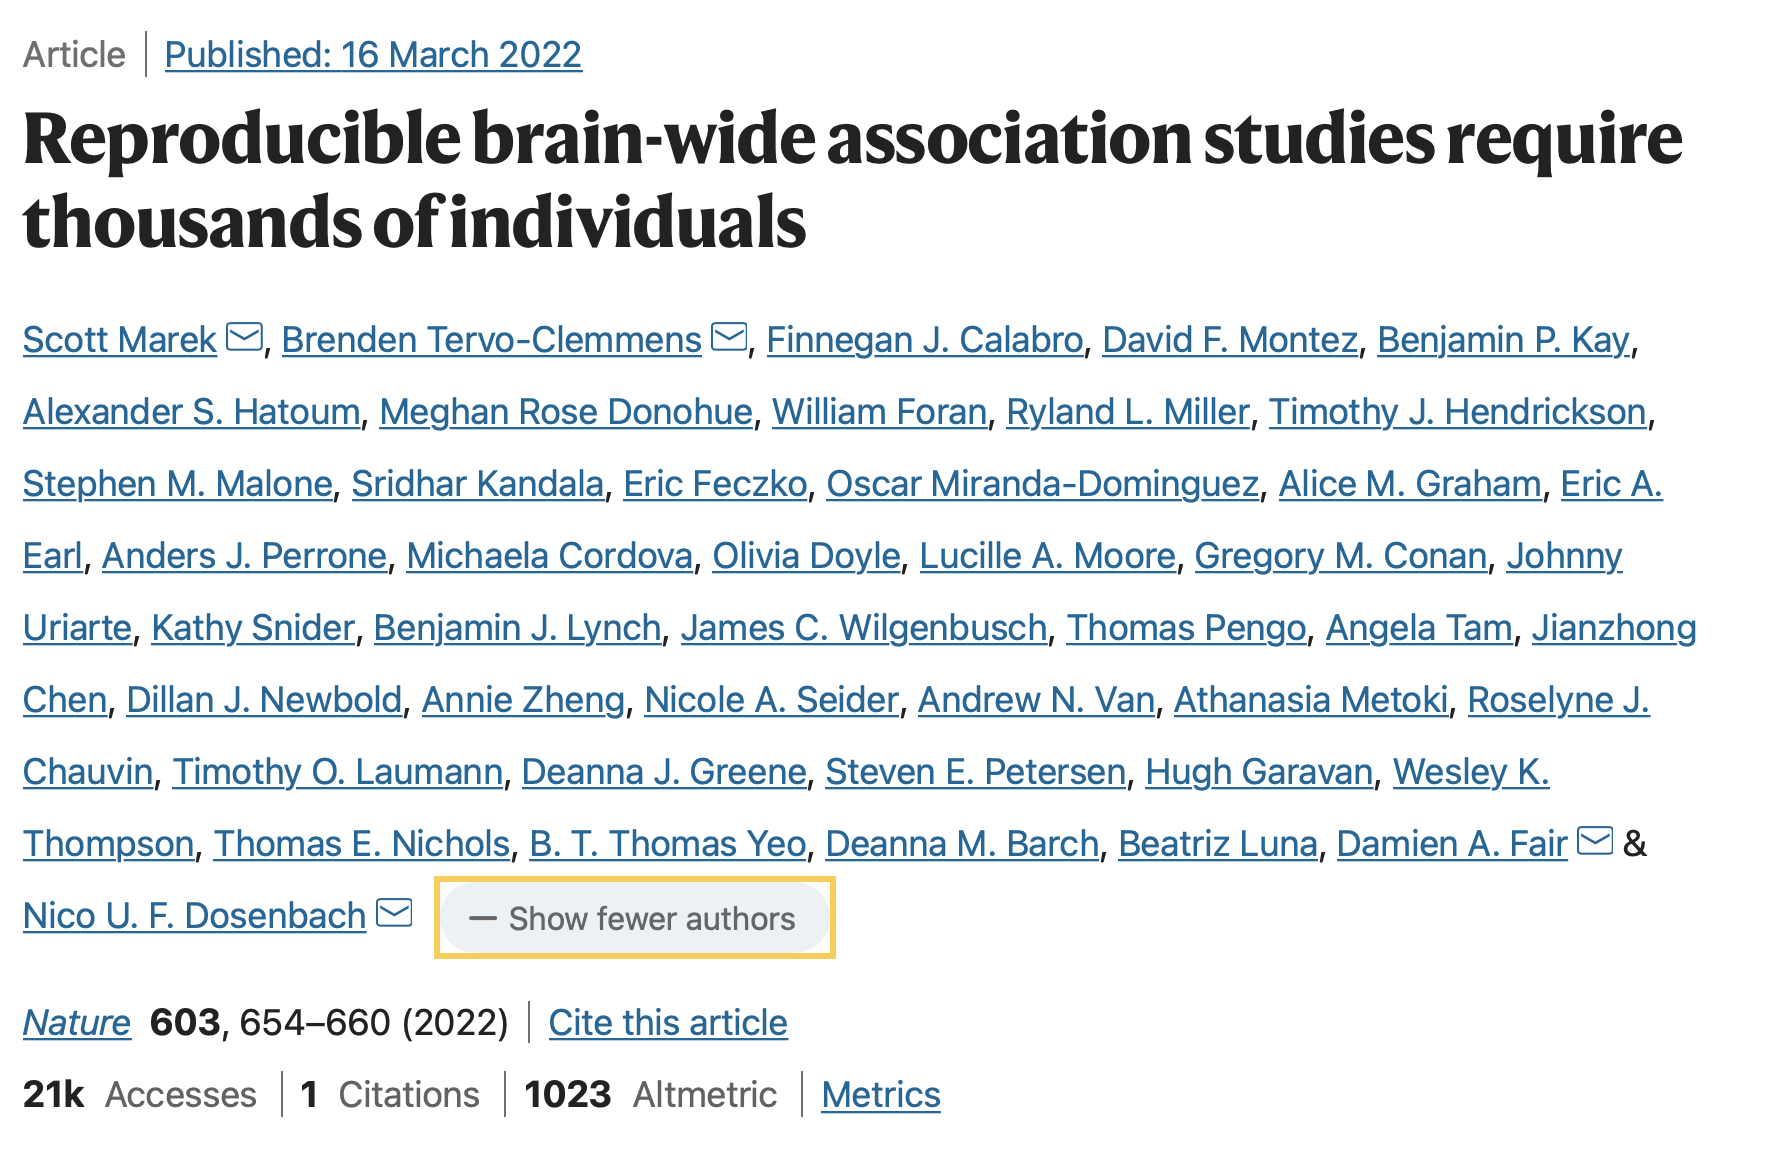 Article | Published: 16 March 2022
Reproducible brain-wide association studies require
thousands of individuals
Scott Marek, Brenden Tervo-Clemmens, Finnegan J. Calabro, David F. Montez, Benjamin P. Kay,
Alexander S. Hatoum, Meghan Rose Donohue, William Foran, Ryland L. Miller, Timothy J. Hendrickson,
Stephen M. Malone, Sridhar Kandala, Eric Feczko, Oscar Miranda-Dominguez, Alice M. Graham, Eric A.
Earl, Anders J. Perrone, Michaela Cordova, Olivia Doyle, Lucille A. Moore, Gregory M. Conan, Johnny
Uriarte, Kathy Snider, Benjamin J. Lynch, James C. Wilgenbusch, Thomas Pengo, Angela Tam, Jianzhong
Chen, Dillan J. Newbold, Annie Zheng, Nicole A. Seider, Andrew N. Van, Athanasia Metoki, Roselyne J.
Chauvin, Timothy O. Laumann, Deanna J. Greene, Steven E. Petersen, Hugh Garavan, Wesley K.
Thompson, Thomas E. Nichols, B. T. Thomas Yeo, Deanna M. Barch, Beatriz Luna, Damien A. Fair &
Nico U. F. Dosenbach — Show fewer authors
Nature 603, 654–660 (2022) | Cite this article
21k Accesses | 1 Citations | 1023 Altmetric | Metrics